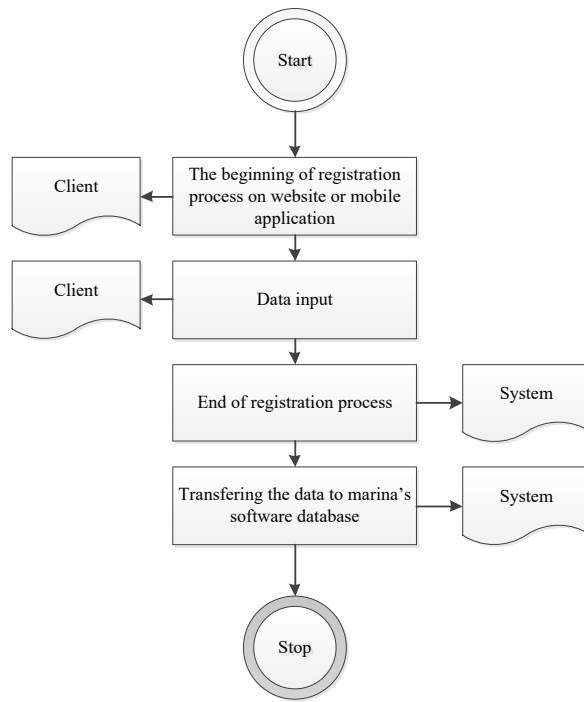 Start
Client
The beginning of registration
process on website or mobile
application
Client
Data input
End of registration process
System
Transfering the data to marina's
software database
System
Stop